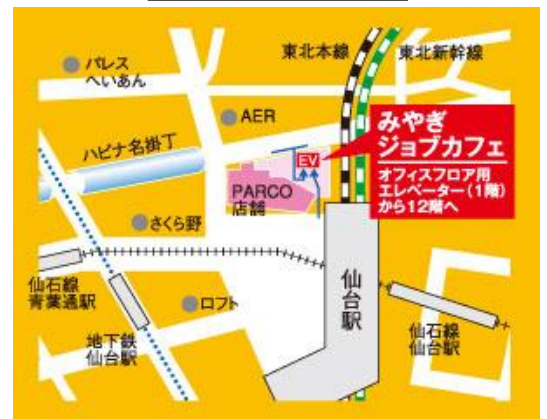 東北本線
東北新幹線
パレス
へいあん
AER
みやぎ
ジョブカフェ
オフィスフロア用
エレベーター(1階)
から12階へ
EV
ハピナ名掛丁
PARCO
店舗
さくら野
仙石線
青葉通駅
ロフト
地下鉄
仙台駅
仙台駅
仙石線
仙台駅